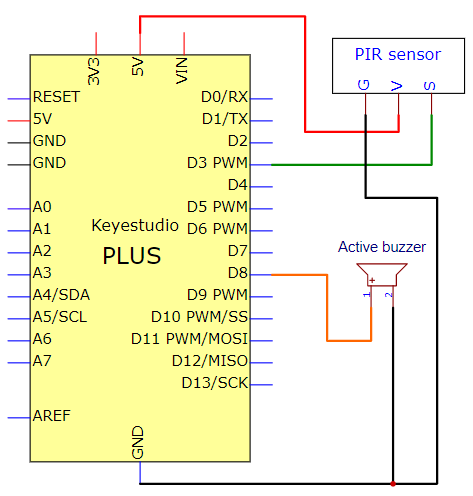 3V3
5V
VIN
RESET
5V
GND
GND
A0
A1
A2
A3
A4/SDA
A5/SCL
A6
A7
AREF
Keyestudio
PLUS
D0/RX
D1/TX
D2
D3 PWM
D4
D5 PWM
D6 PWM
D7
D8
D9 PWM
D10 PWM/SS
D11 PWM/MOSI
D12/MISO
D13/SCK
GND
PIR sensor
G V S
Active buzzer
+
1 2